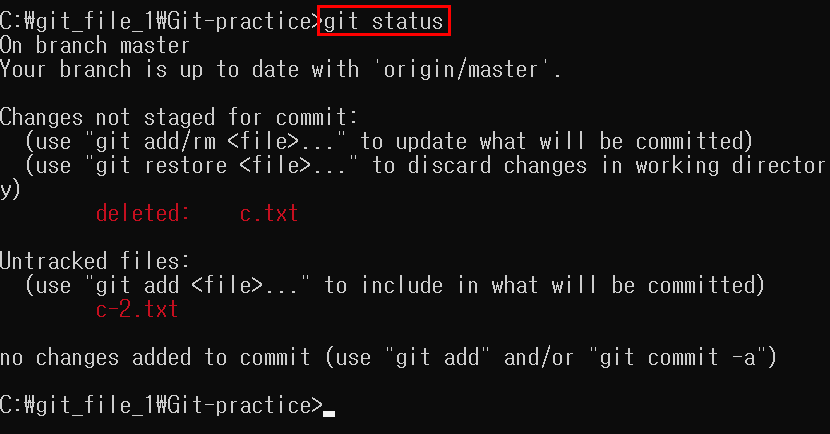 C:₩git_file_1₩Git-practice>git status
On branch master
Your branch is up to date with 'origin/master'.
Changes not staged for commit:
(use "git add/rm <file>..." to update what will be committed)
(use "git restore <file>..." to discard changes in working director
y)
deleted: c.txt
Untracked files:
(use "git add <file>..." to include in what will be committed)
c-2.txt
no changes added to commit (use "git add" and/or "git commit -a")
C:₩git_file_1₩Git-practice>